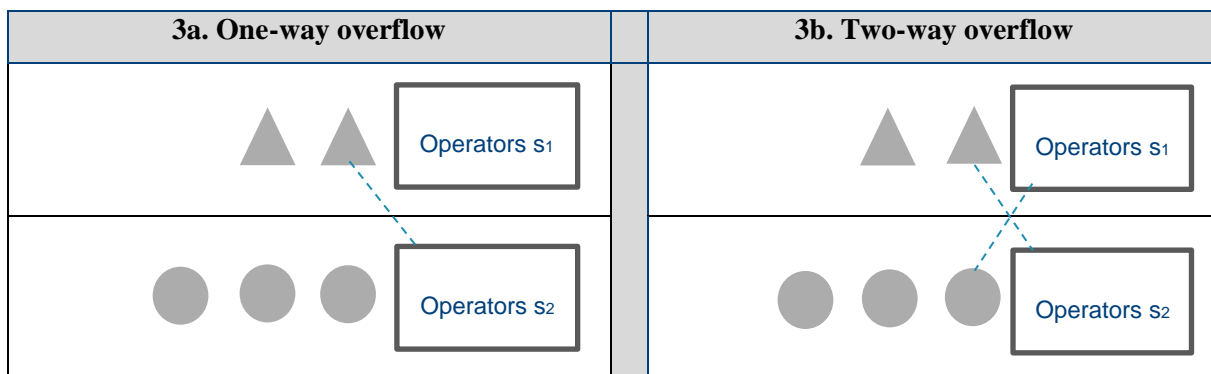 3a. One-way overflow
3b. Two-way overflow
Operators s1
Operators s1
Operators s2
Operators s2